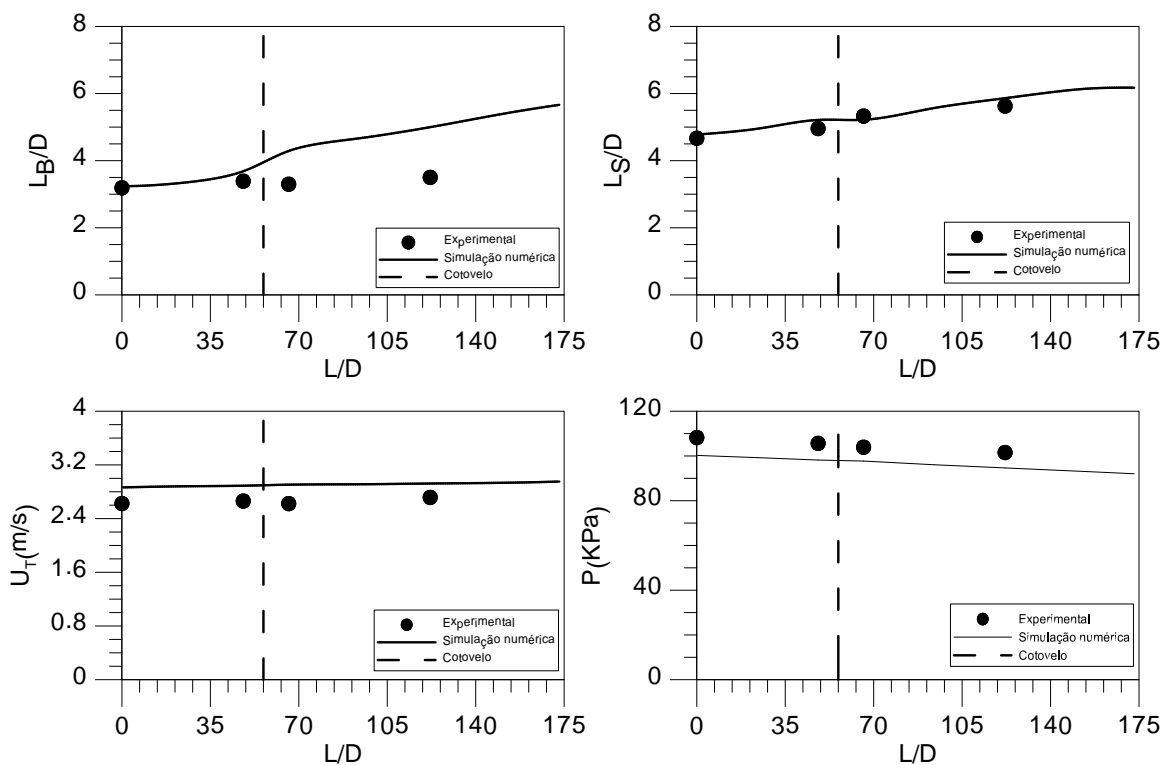 8
6
4
2
0
L_B/D
Experimental
Simulação numérica
Cotovelo
0 35 70 105 140 175
L/D
8
6
4
2
0
L_S/D
Experimental
Simulação numérica
Cotovelo
0 35 70 105 140 175
L/D
4
3.2
2.4
1.6
0.8
0
U_T(m/s)
Experimental
Simulação numérica
Cotovelo
0 35 70 105 140 175
L/D
120
80
40
0
P(KPa)
Experimental
Simulação numérica
Cotovelo
0 35 70 105 140 175
L/D